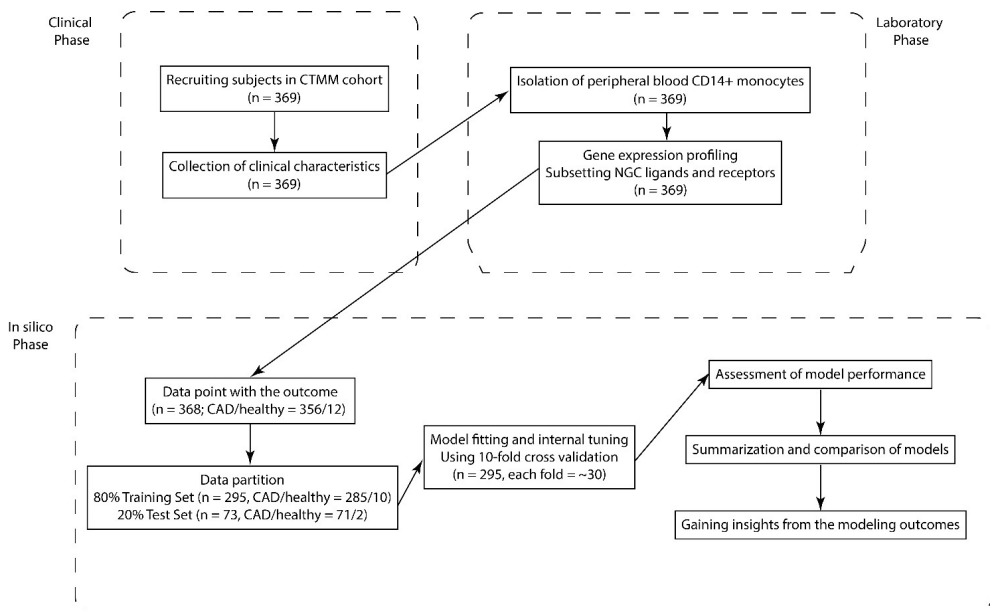 Clinical
Phase
Recruiting subjects in CTMM cohort
(n = 369)
Collection of clinical characteristics
(n = 369)
Laboratory
Phase
Isolation of peripheral blood CD14+ monocytes
(n = 369)
Gene expression profiling
Subsetting NGC ligands and receptors
(n = 369)
In silico
Phase
Data point with the outcome
(n = 368; CAD/healthy = 356/12)
Data partition
80% Training Set (n = 295, CAD/healthy = 285/10)
20% Test Set (n = 73, CAD/healthy = 71/2)
Model fitting and internal tuning
Using 10-fold cross validation
(n = 295, each fold = ~30)
Assessment of model performance
Summarization and comparison of models
Gaining insights from the modeling outcomes